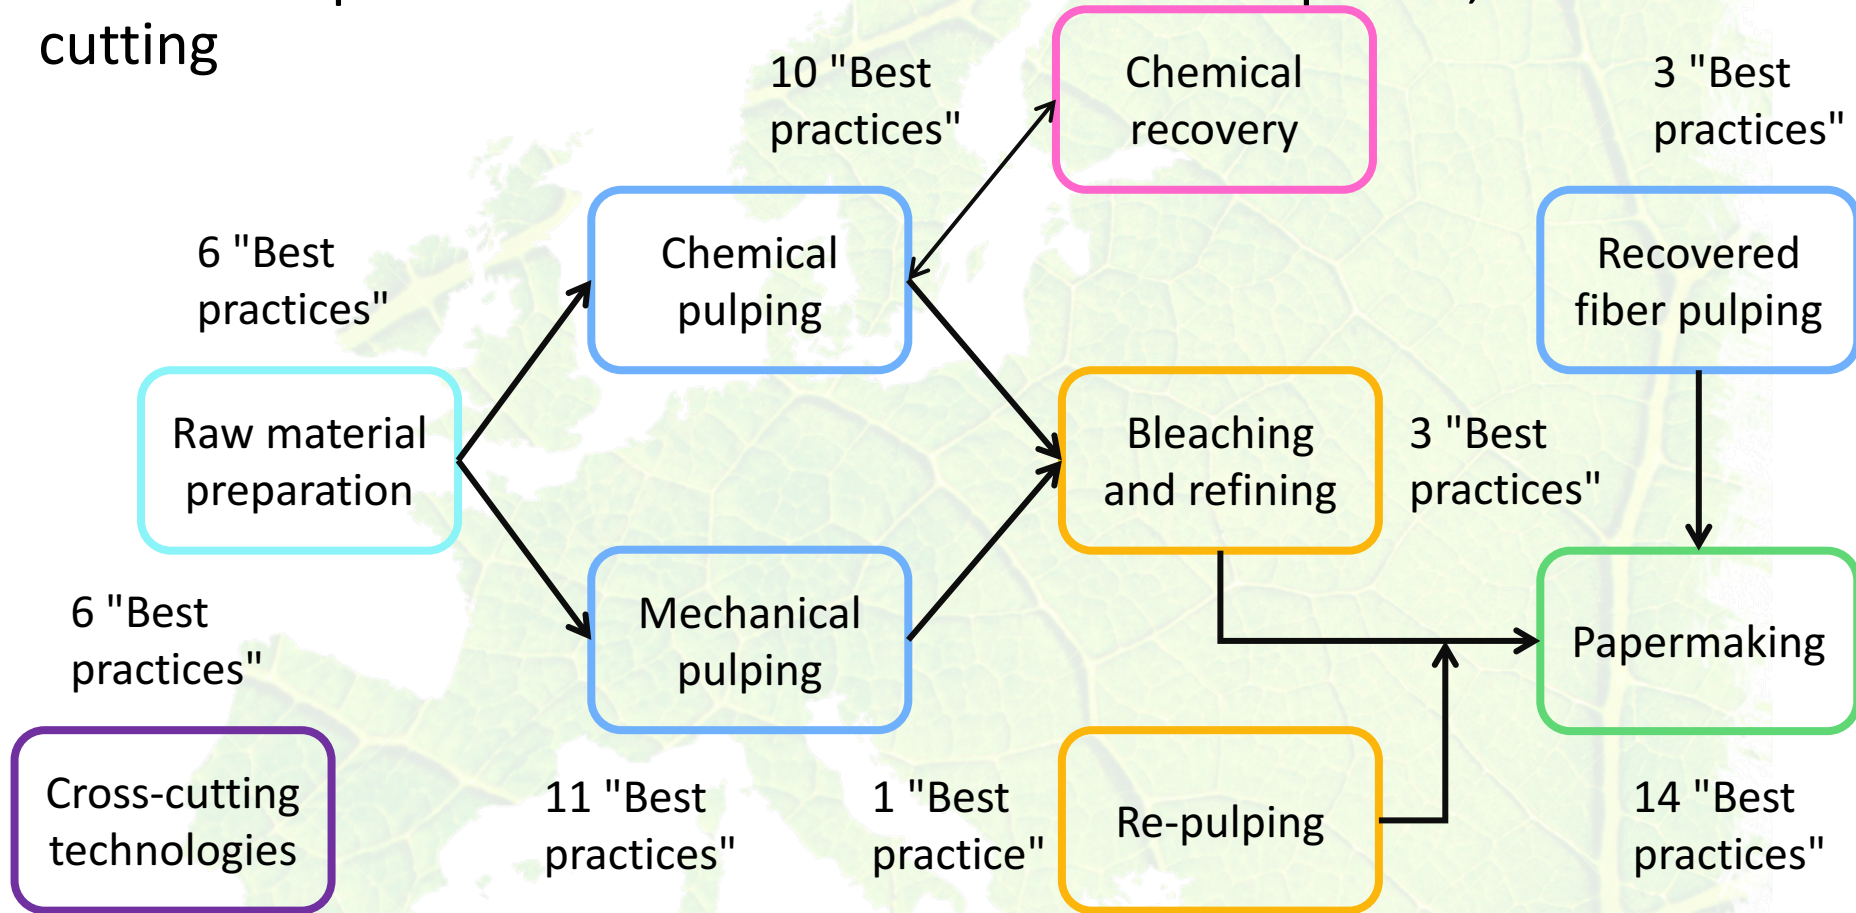 cutting
10 "Best
practices"
Chemical
recovery
3 "Best
practices"
6 "Best
practices"
Chemical
pulping
Recovered
fiber pulping
Raw material
preparation
Bleaching
and refining
3 "Best
practices"
6 "Best
practices"
Mechanical
pulping
Papermaking
Cross-cutting
technologies
11 "Best
practices"
1 "Best
practice"
Re-pulping
14 "Best
practices"